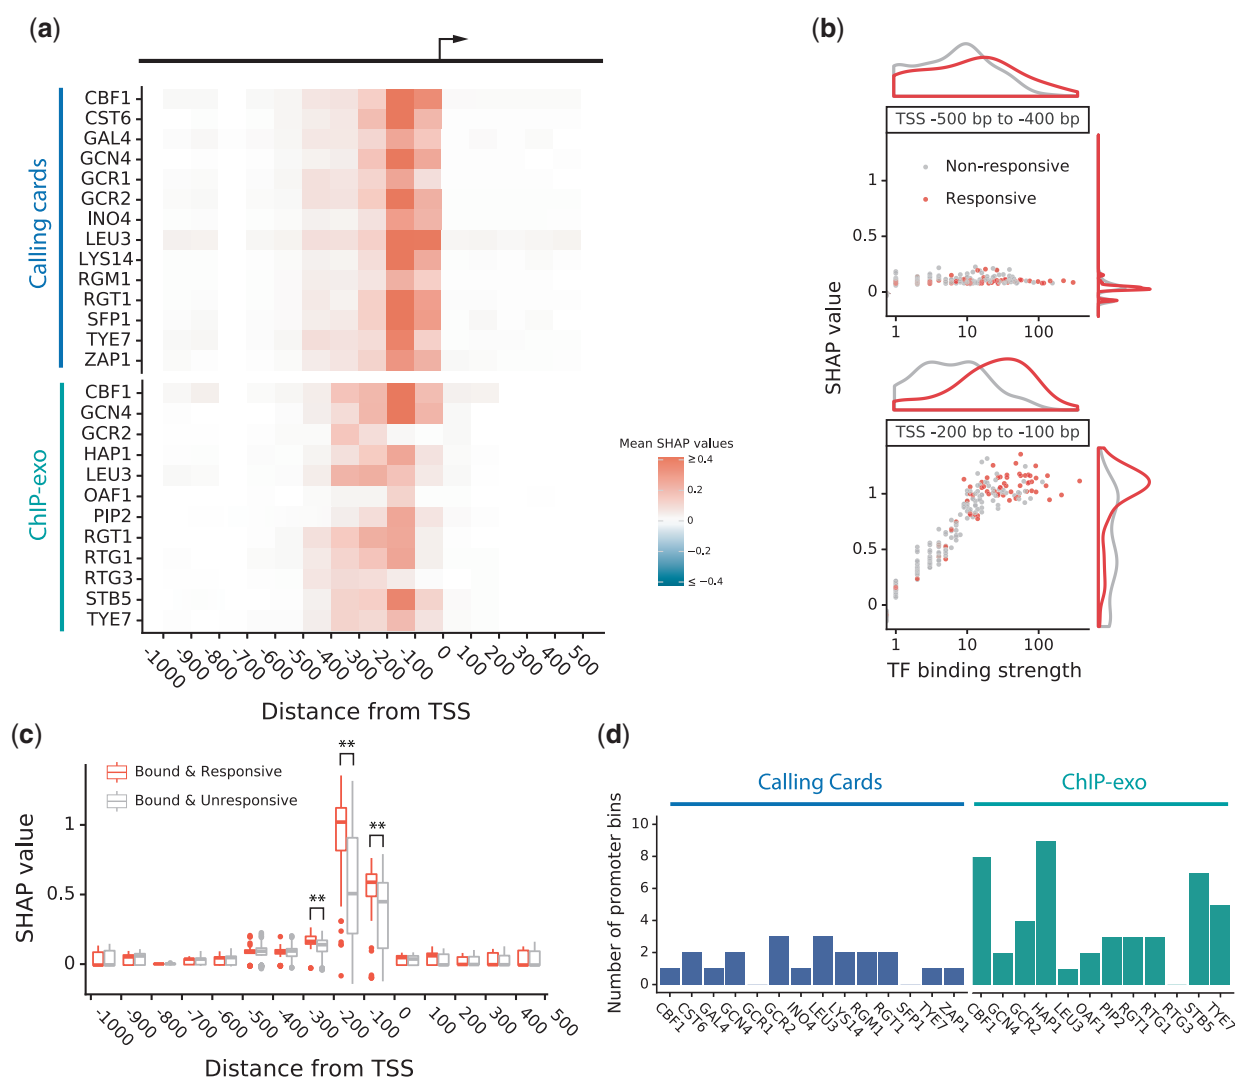 (a)
Calling cards
CBF1
CST6
GAL4
GCN4
GCR1
GCR2
INO4
LEU3
LYS14
RGM1
RGT1
SFP1
TYE7
ZAP1
ChIP-exo
CBF1
GCN4
GCR2
HAP1
LEU3
OAF1
PIP2
RGT1
RTG1
RTG3
STB5
TYE7
-1000
-900
-800
-700
-600
-500
-400
-300
-200
-100
0
100
200
300
400
500
Distance from TSS
Mean SHAP values
≥0.4
0.2
0
−0.2
≤ −0.4
(b)
TSS -500 bp to -400 bp
Non-responsive
Responsive
1
0.5
0
1 10 100
SHAP value
TSS -200 bp to -100 bp
1
0.5
0
1 10 100
TF binding strength
(c)
Bound & Responsive
Bound & Unresponsive
**
**
**
SHAP value
1
0.5
0
-1000
-900
-800
-700
-600
-500
-400
-300
-200
-100
0
100
200
300
400
500
Distance from TSS
(d)
Calling Cards
ChIP-exo
Number of promoter bins
10
8
6
4
2
0
CBF1
CST6
GAL4
GCN4
GCR1
GCR2
INO4
LEU3
LYS14
RGM1
RGT1
SFP1
TYE7
ZAP1
CBF1
GCN4
GCR2
HAP1
LEU3
OAF1
PIP2
RGT1
RTG1
RTG3
STB5
TYE7